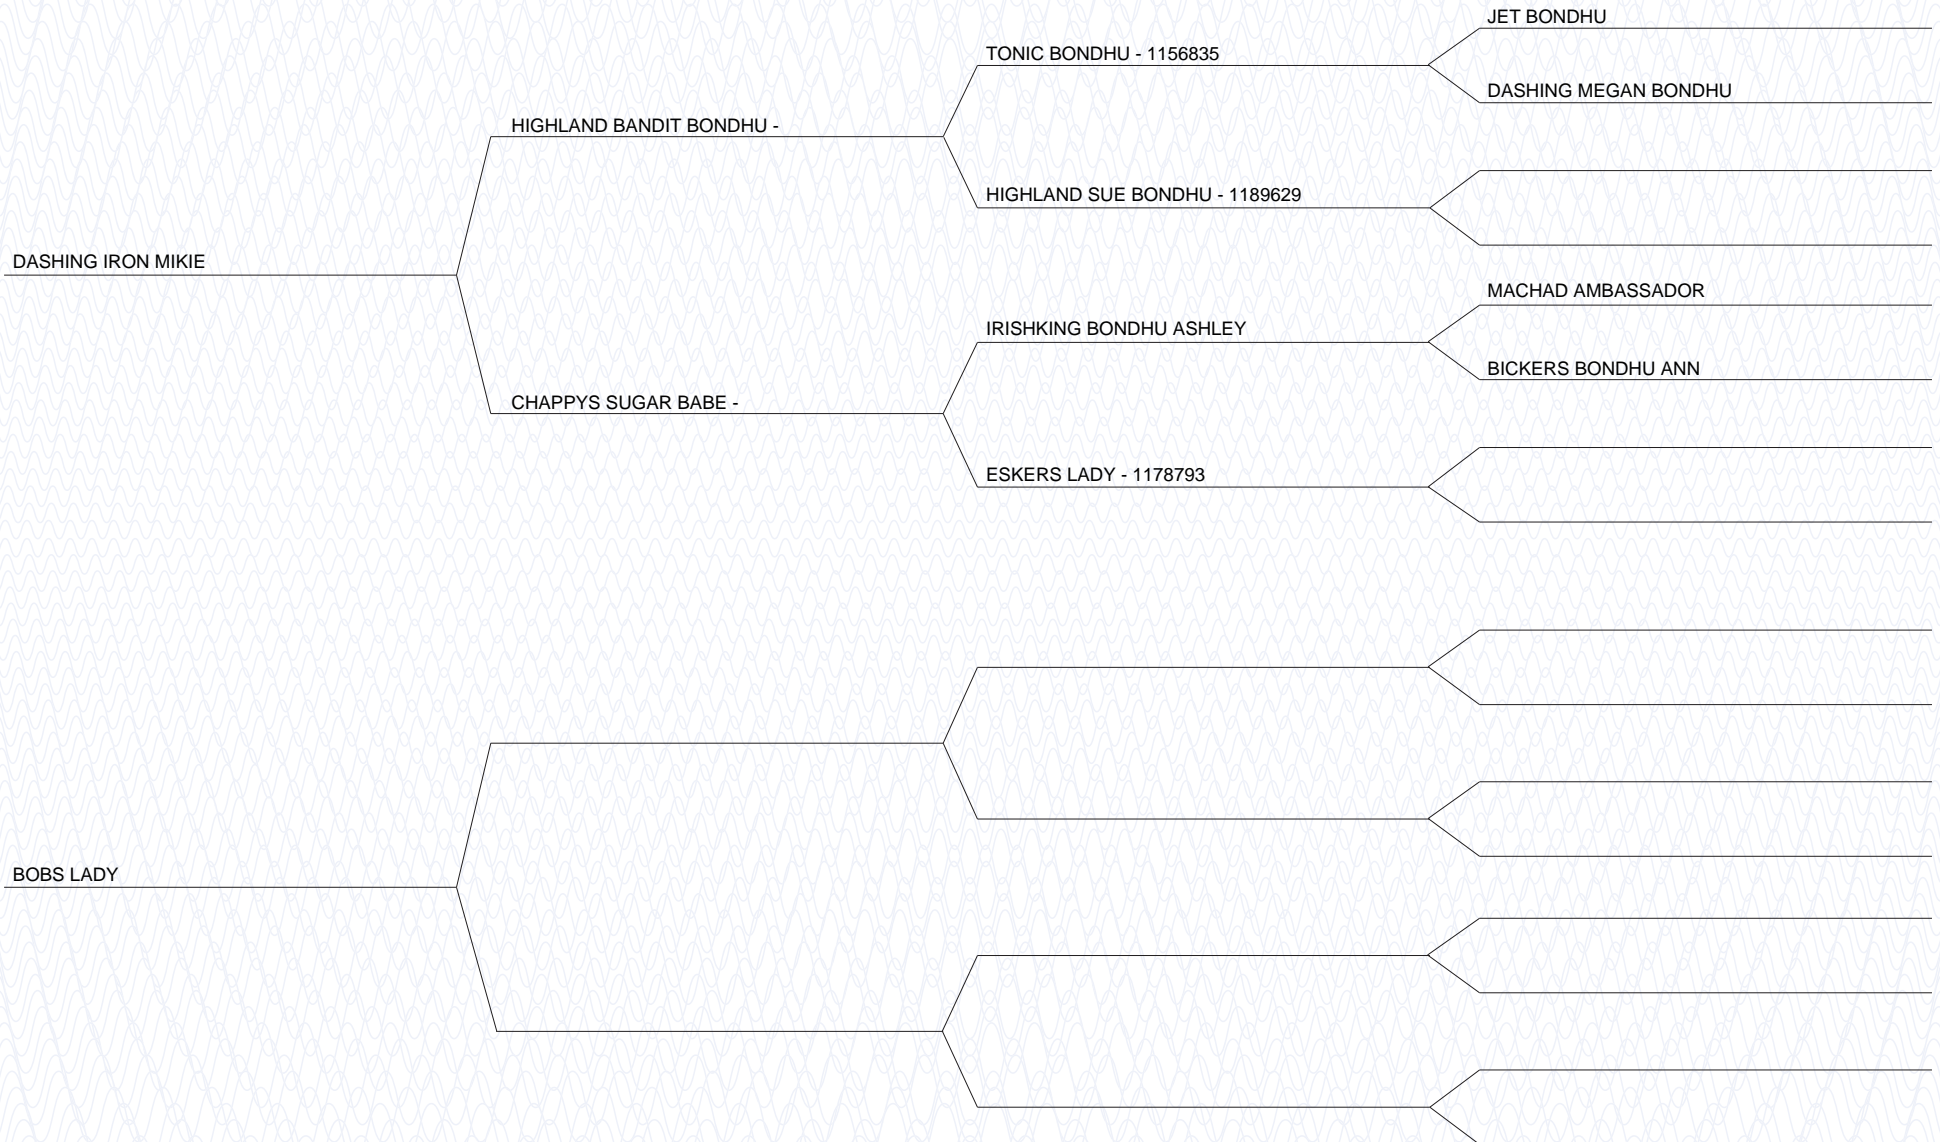 JET BONDHU
TONIC BONDHU - 1156835
DASHING MEGAN BONDHU
HIGHLAND BANDIT BONDHU -
HIGHLAND SUE BONDHU - 1189629
DASHING IRON MIKIE
MACHAD AMBASSADOR
IRISHKING BONDHU ASHLEY
BICKERS BONDHU ANN
CHAPPYS SUGAR BABE -
ESKERS LADY - 1178793
BOBS LADY